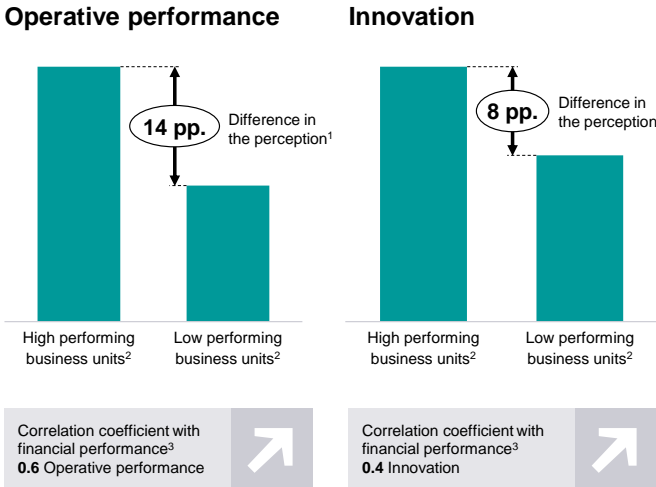 Operative performance
Innovation
14 pp.
Difference in
the perception¹
8 pp.
Difference in
the perception
High performing
business units²
Low performing
business units²
High performing
business units²
Low performing
business units²
Correlation coefficient with
financial performance³
0.6 Operative performance
Correlation coefficient with
financial performance³
0.4 Innovation